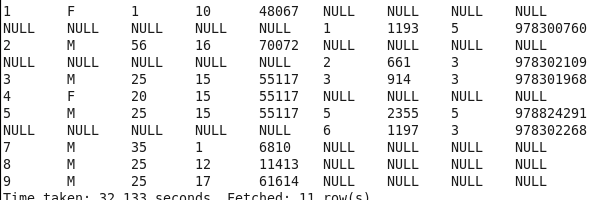 1 F 1 10 48067 NULL NULL NULL NULL
NULL NULL NULL NULL NULL 1 1193 5 978300760
2 M 56 16 70072 NULL NULL NULL NULL
NULL NULL NULL NULL NULL 2 661 3 978302109
3 M 25 15 55117 3 914 3 978301968
4 F 20 15 55117 NULL NULL NULL NULL
5 M 25 15 55117 5 2355 5 978824291
NULL NULL NULL NULL NULL 6 1197 3 978302268
7 M 35 1 6810 NULL NULL NULL NULL
8 M 25 12 11413 NULL NULL NULL NULL
9 M 25 17 61614 NULL NULL NULL NULL
Time taken: 32.133 seconds, Fetched: 11 row(s)